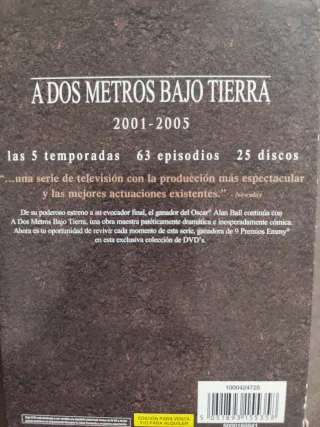 A DOS METROS BAJO TIERRA
2001-2005
las 5 temporadas 63 episodios 25 discos
"...una serie de televisión con la producción más espectacular
y las mejores actuaciones existentes." - Newsday
De su poderoso estreno a su evocador final, el ganador del Oscar® Alan Ball continúa con
A Dos Metros Bajo Tierra, una obra maestra patéticamente dramática e inesperadamente cómica.
Ahora es tu oportunidad de revivir cada momento de esta serie, ganadora de 9 Premios Emmy®
en esta exclusiva colección de DVD's.
1000424725
EDICIÓN PARA VENTA